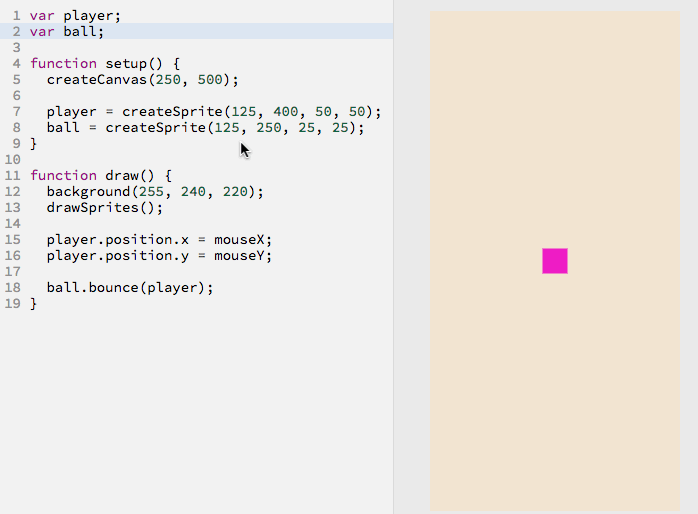 1 var player;
2 var ball;
3
4 function setup() {
5   createCanvas(250, 500);
6
7   player = createSprite(125, 400, 50, 50);
8   ball = createSprite(125, 250, 25, 25);
9 }
10
11 function draw() {
12   background(255, 240, 220);
13   drawSprites();
14
15   player.position.x = mouseX;
16   player.position.y = mouseY;
17
18   ball.bounce(player);
19 }